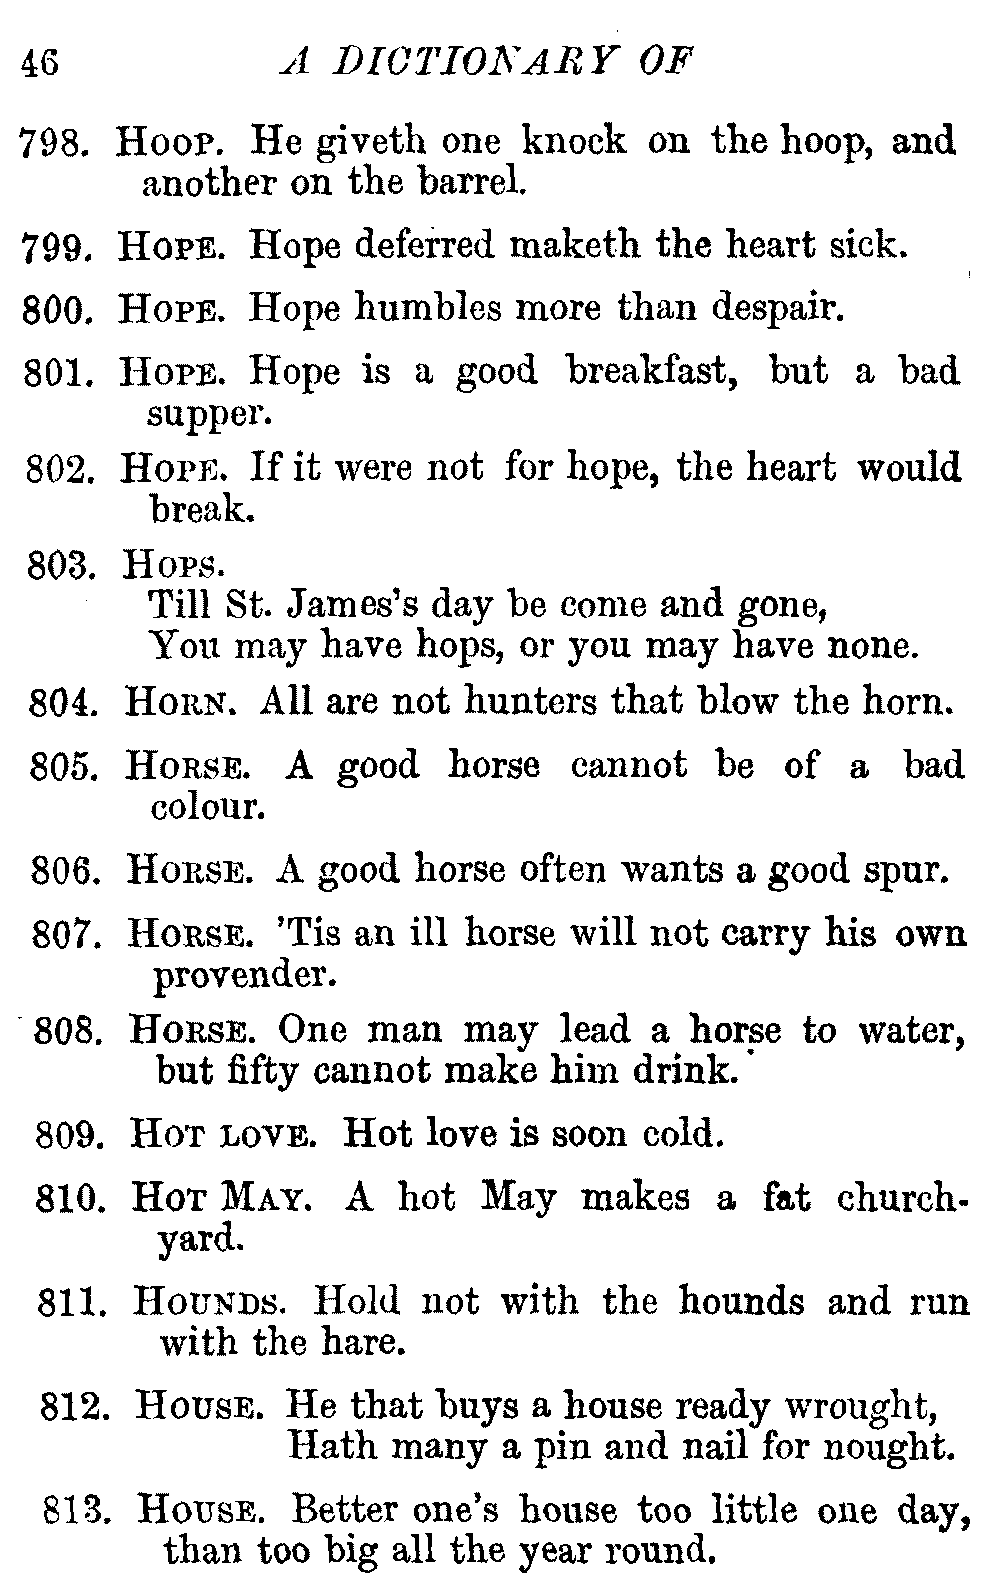 46 A DICTIONARY OF
798. HOOP. He giveth one knock on the hoop, and
another on the barrel.
799. HOPE. Hope deferred maketh the heart sick.
800. HOPE. Hope humbles more than despair.
801. HOPE. Hope is a good breakfast, but a bad
supper.
802. HOPE. If it were not for hope, the heart would
break.
803. HOPS.
Till St. James's day be come and gone,
You may have hops, or you may have none.
804. HORN. All are not hunters that blow the horn.
805. HORSE. A good horse cannot be of a bad
colour.
806. HORSE. A good horse often wants a good spur.
807. HORSE. 'Tis an ill horse will not carry his own
provender.
808. HORSE. One man may lead a horse to water,
but fifty cannot make him drink.
809. HOT LOVE. Hot love is soon cold.
810. HOT MAY. A hot May makes a fat church-
yard.
811. HOUNDS. Hold not with the hounds and run
with the hare.
812. HOUSE. He that buys a house ready wrought,
Hath many a pin and nail for nought.
813. HOUSE. Better one's house too little one day,
than too big all the year round.